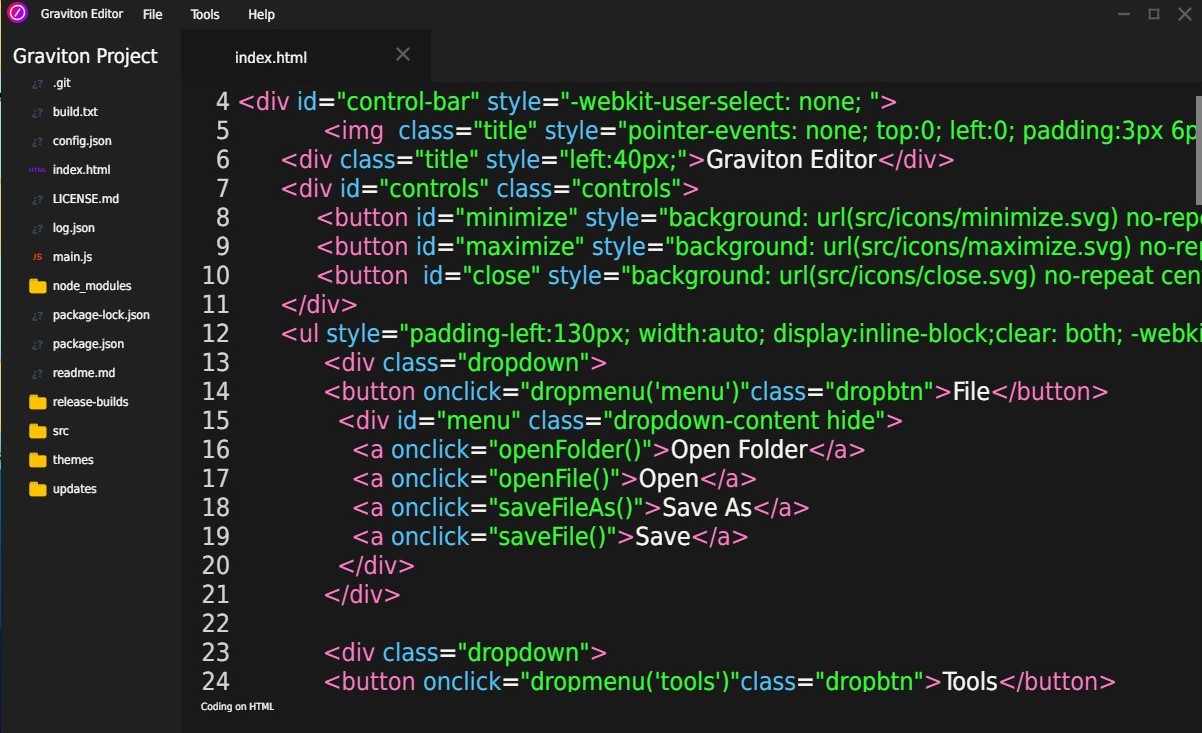 Graviton Editor File Tools Help
Graviton Project
¿? .git
¿? build.txt
¿? config.json
HTML index.html
¿? LICENSE.md
¿? log.json
JS main.js
node_modules
¿? package-lock.json
¿? package.json
¿? readme.md
release-builds
src
themes
updates
index.html
4 <div id="control-bar" style="-webkit-user-select: none; ">
5 <img  class="title" style="pointer-events: none; top:0; left:0; padding:3px 6p
6 <div class="title" style="left:40px;">Graviton Editor</div>
7 <div id="controls" class="controls">
8 <button id="minimize" style="background: url(src/icons/minimize.svg) no-repe
9 <button id="maximize" style="background: url(src/icons/maximize.svg) no-rep
10 <button  id="close" style="background: url(src/icons/close.svg) no-repeat cen
11 </div>
12 <ul style="padding-left:130px; width:auto; display:inline-block;clear: both; -webki
13 <div class="dropdown">
14 <button onclick="dropmenu('menu')"class="dropbtn">File</button>
15 <div id="menu" class="dropdown-content hide">
16 <a onclick="openFolder()">Open Folder</a>
17 <a onclick="openFile()">Open</a>
18 <a onclick="saveFileAs()">Save As</a>
19 <a onclick="saveFile()">Save</a>
20 </div>
21 </div>
22
23 <div class="dropdown">
24 <button onclick="dropmenu('tools')"class="dropbtn">Tools</button>
Coding on HTML